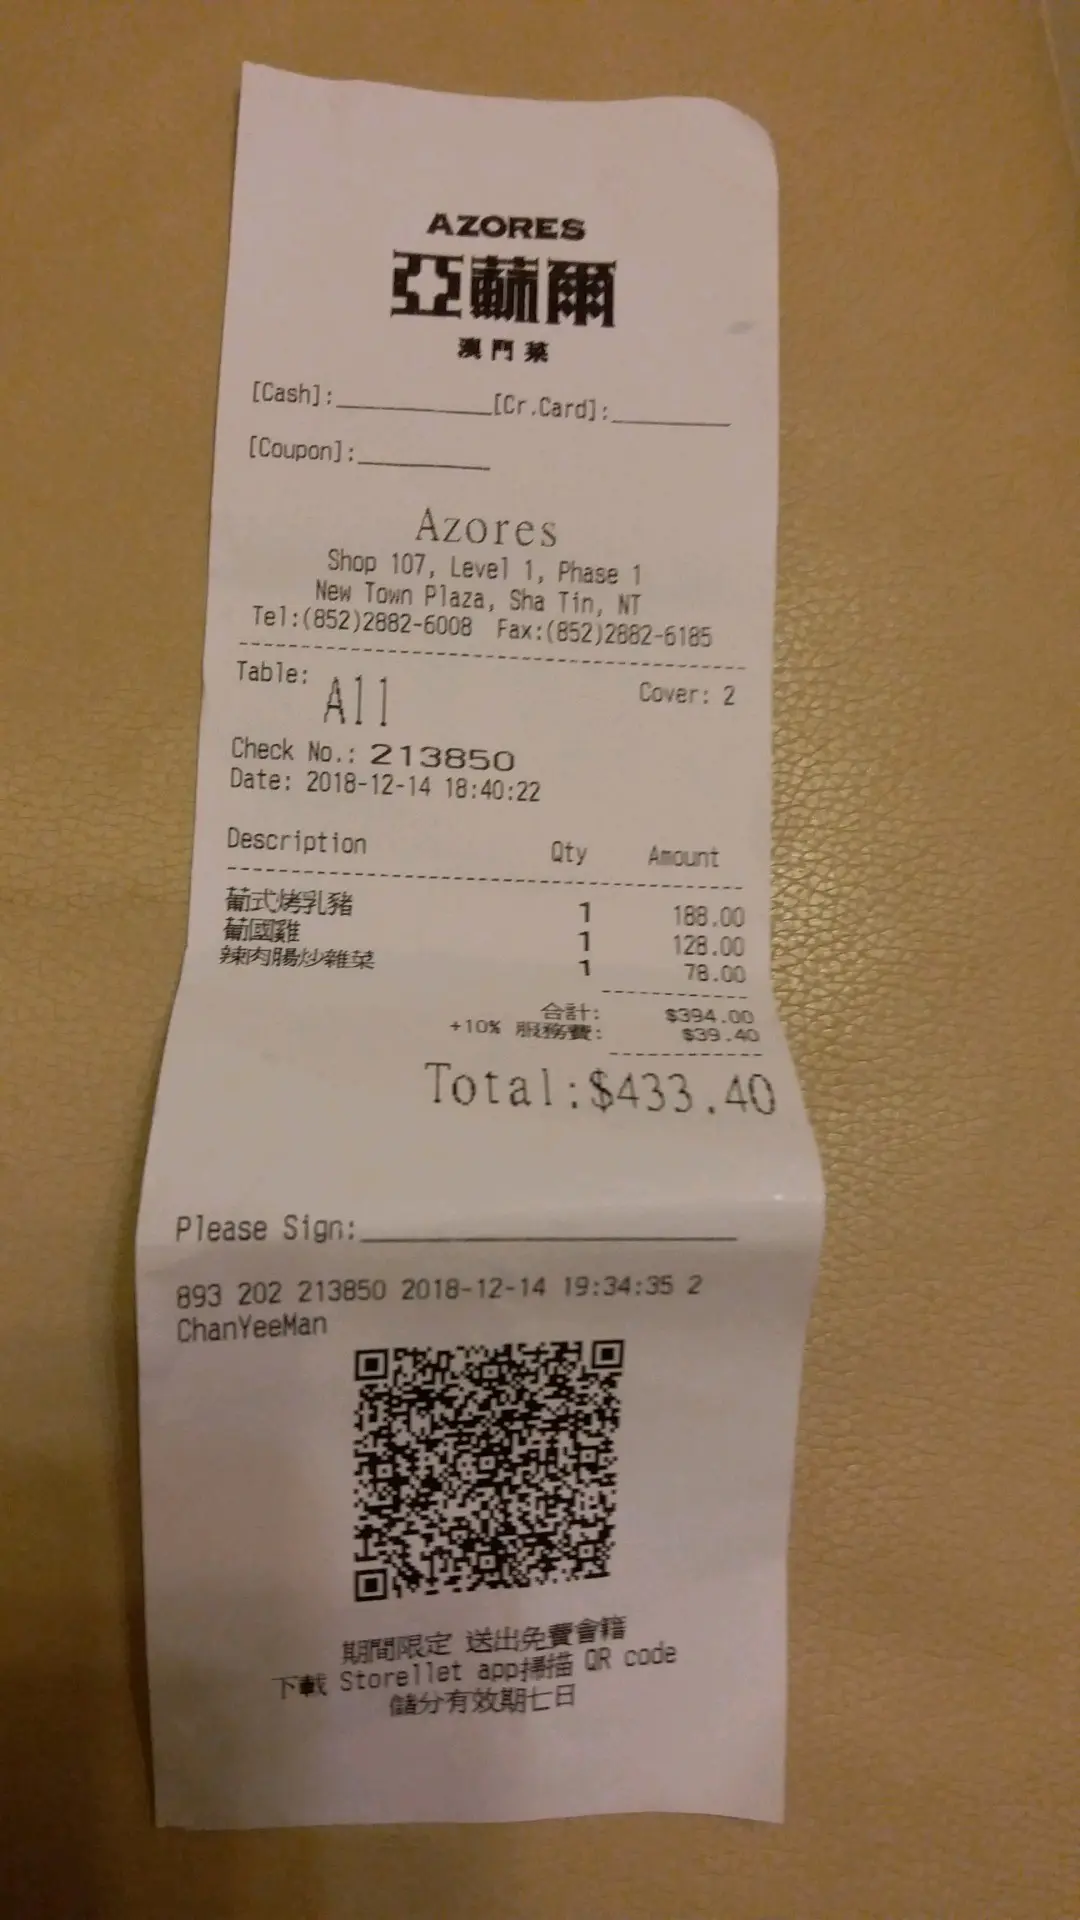 AZORES
亞蘇爾
澳門菜
[Cash]:__________[Cr.Card]:________
[Coupon]:_________
Azores
Shop 107, Level 1, Phase 1
New Town Plaza, Sha Tin, NT
Tel:(852)2882-6008 Fax:(852)2882-6185
Table: A11 Cover: 2
Check No.: 213850
Date: 2018-12-14 18:40:22
Description Qty Amount
葡式烤乳豬 1 188.00
葡國雞 1 128.00
辣肉腸炒雜菜 1 78.00
合計: $394.00
+10% 服務費: $39.40
Total:$433.40
Please Sign:________________________
893 202 213850 2018-12-14 19:34:35 2
ChanYeeMan
期間限定 送出免費會籍
下載 Storellet app掃描 QR code
儲分有效期七日